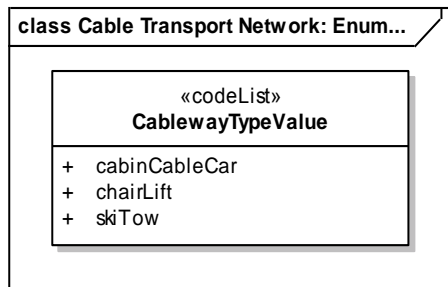 class Cable Transport Network: Enum...
«codeList»
CablewayTypeValue
+ cabinCableCar
+ chairLift
+ skiTow